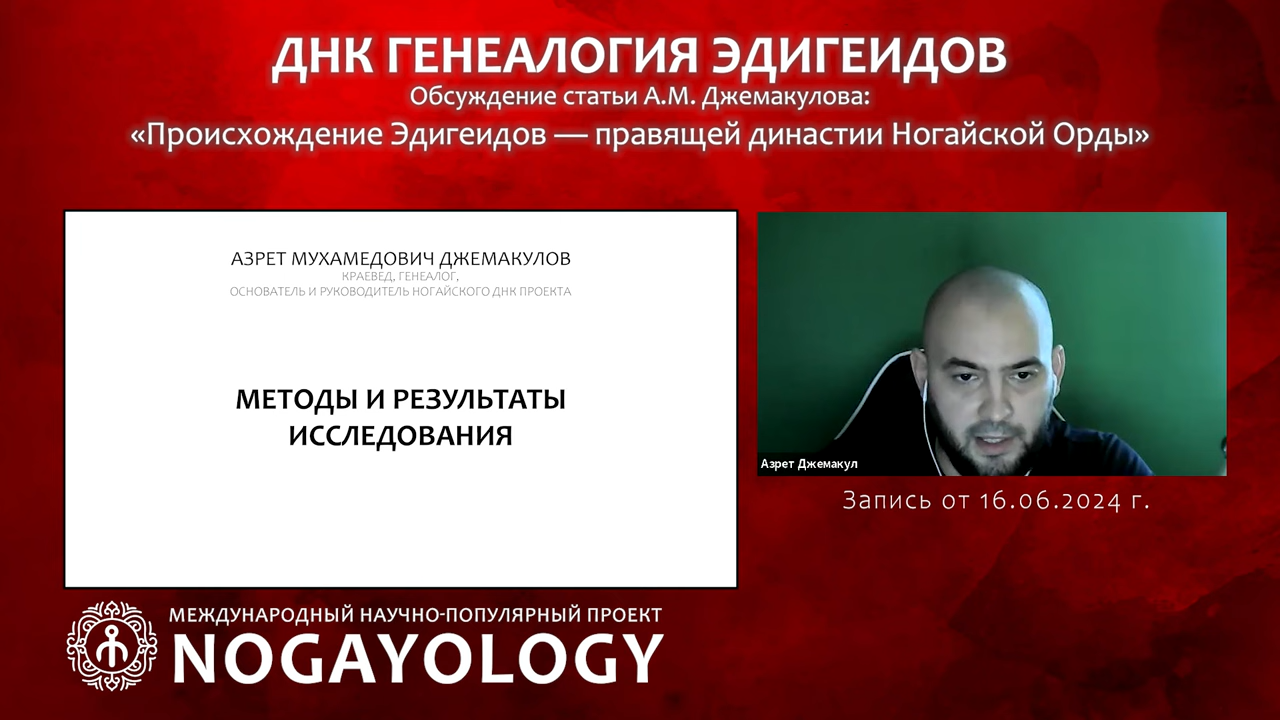 ДНК ГЕНЕАЛОГИЯ ЭДИГЕИДОВ
Обсуждение статьи А.М. Джемакулова:
«Происхождение Эдигеидов — правящей династии Ногайской Орды»
АЗРЕТ МУХАМЕДОВИЧ ДЖЕМАКУЛОВ
КРАЕВЕД, ГЕНЕАЛОГ,
ОСНОВАТЕЛЬ И РУКОВОДИТЕЛЬ НОГАЙСКОГО ДНК ПРОЕКТА
МЕТОДЫ И РЕЗУЛЬТАТЫ
ИССЛЕДОВАНИЯ
Азрет Джемакул
Запись от 16.06.2024 г.
МЕЖДУНАРОДНЫЙ НАУЧНО-ПОПУЛЯРНЫЙ ПРОЕКТ
NOGAYOLOGY